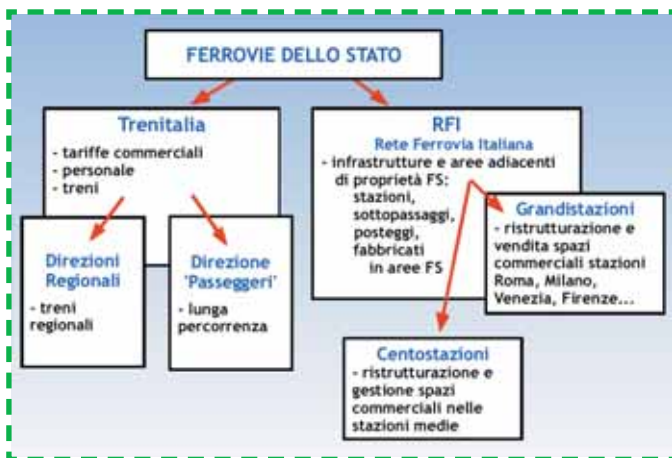 FERROVIE DELLO STATO
Trenitalia
- tariffe commerciali
- personale
- treni
Direzioni
Regionali
- treni
regionali
Direzione
'Passeggeri'
- lunga
percorrenza
RFI
Rete Ferrovia Italiana
- infrastrutture e aree adiacenti
di proprietà FS:
stazioni,
sottopassaggi,
posteggi,
fabbricati
in aree FS
Grandistazioni
- ristrutturazione e
vendita spazi
commerciali stazioni
Roma, Milano,
Venezia, Firenze...
Centostazioni
- ristrutturazione e
gestione spazi
commerciali nelle
stazioni medie